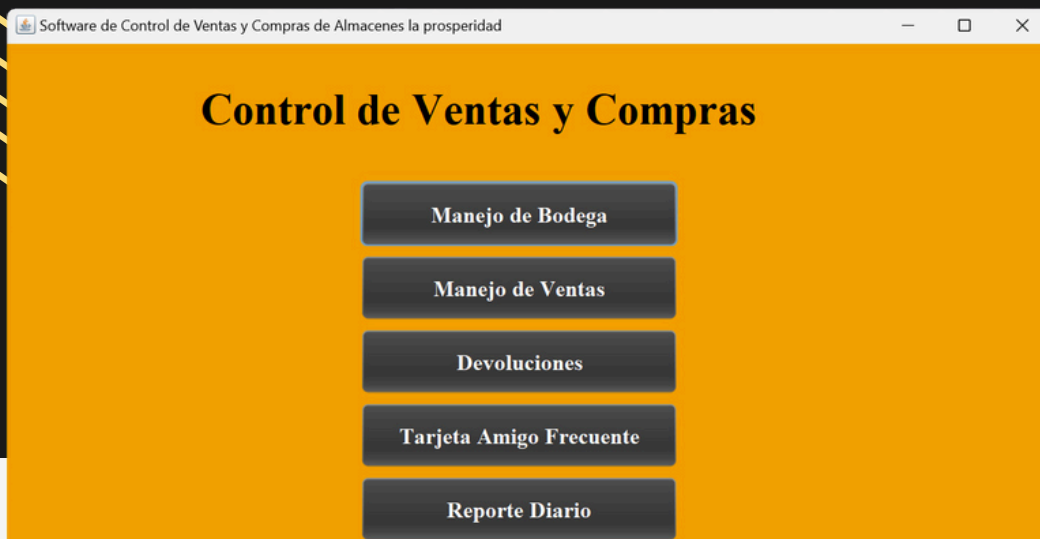 Software de Control de Ventas y Compras de Almacenes la prosperidad
Control de Ventas y Compras
Manejo de Bodega
Manejo de Ventas
Devoluciones
Tarjeta Amigo Frecuente
Reporte Diario